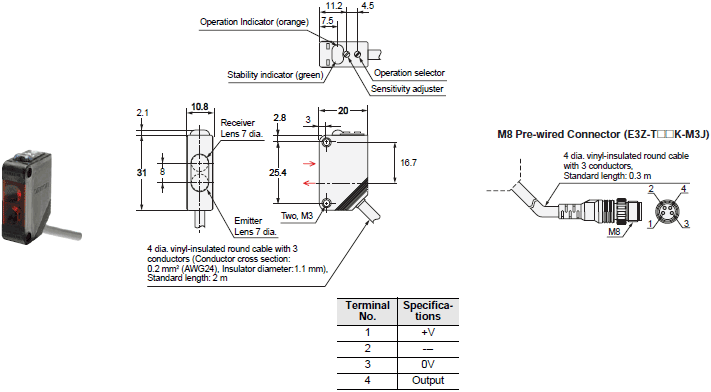 11.2
4.5
7.5
Operation Indicator (orange)
Stability indicator (green)
Operation selector
Sensitivity adjuster
10.8
2.1
Receiver
Lens 7 dia.
31
8
Emitter
Lens 7 dia.
20
2.8
3
25.4
16.7
Two, M3
4 dia. vinyl-insulated round cable with 3
conductors (Conductor cross section:
0.2 mm² (AWG24), Insulator diameter:1.1 mm),
Standard length: 2 m
M8 Pre-wired Connector (E3Z-T□□K-M3J)
4 dia. vinyl-insulated round cable
with 3 conductors,
Standard length: 0.3 m
M8
2 4
1 3
Terminal No. Specifica-tions
1 +V
2 ---
3 0V
4 Output